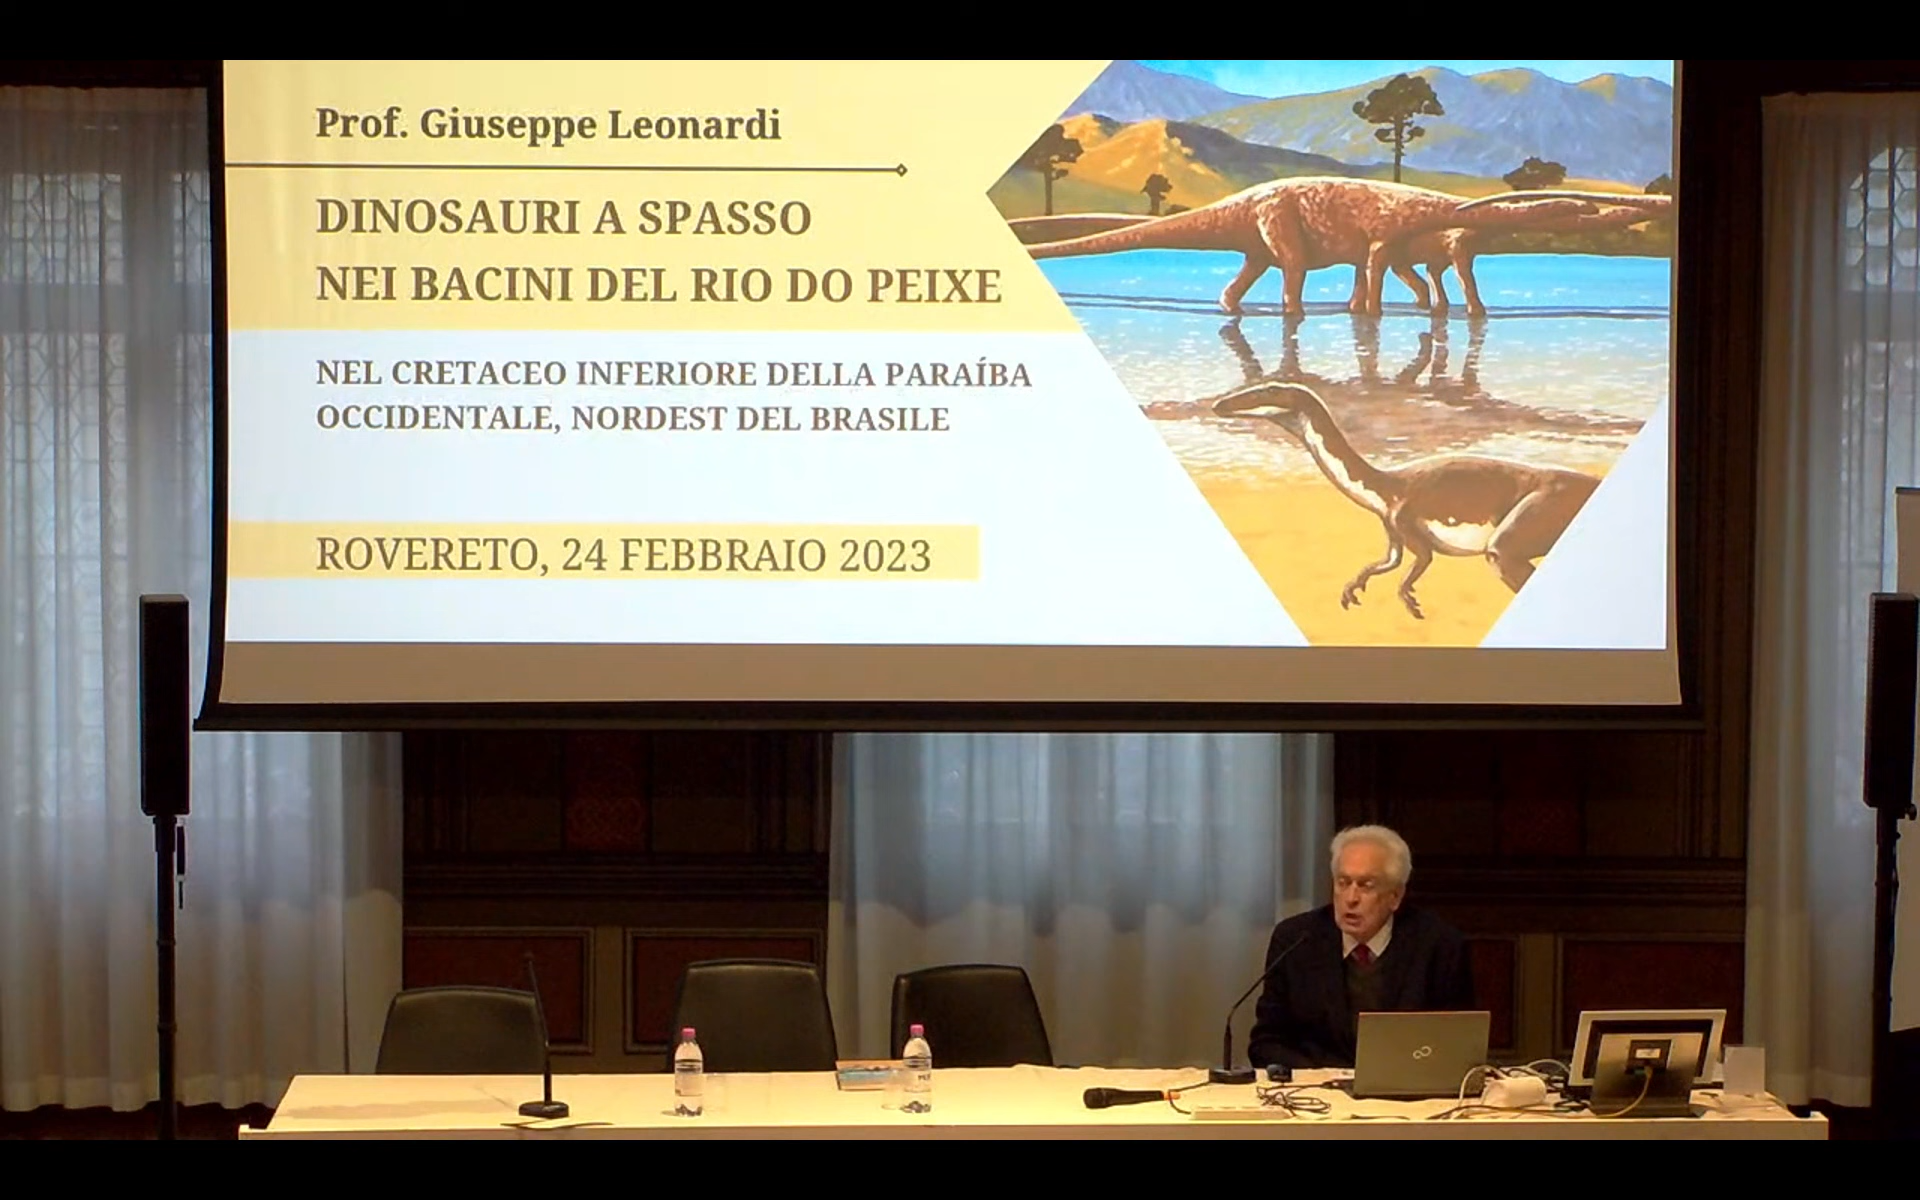 Prof. Giuseppe Leonardi
DINOSAURI A SPASSO
NEI BACINI DEL RIO DO PEIXE
NEL CRETACEO INFERIORE DELLA PARAÍBA
OCCIDENTALE, NORDEST DEL BRASILE
ROVERETO, 24 FEBBRAIO 2023